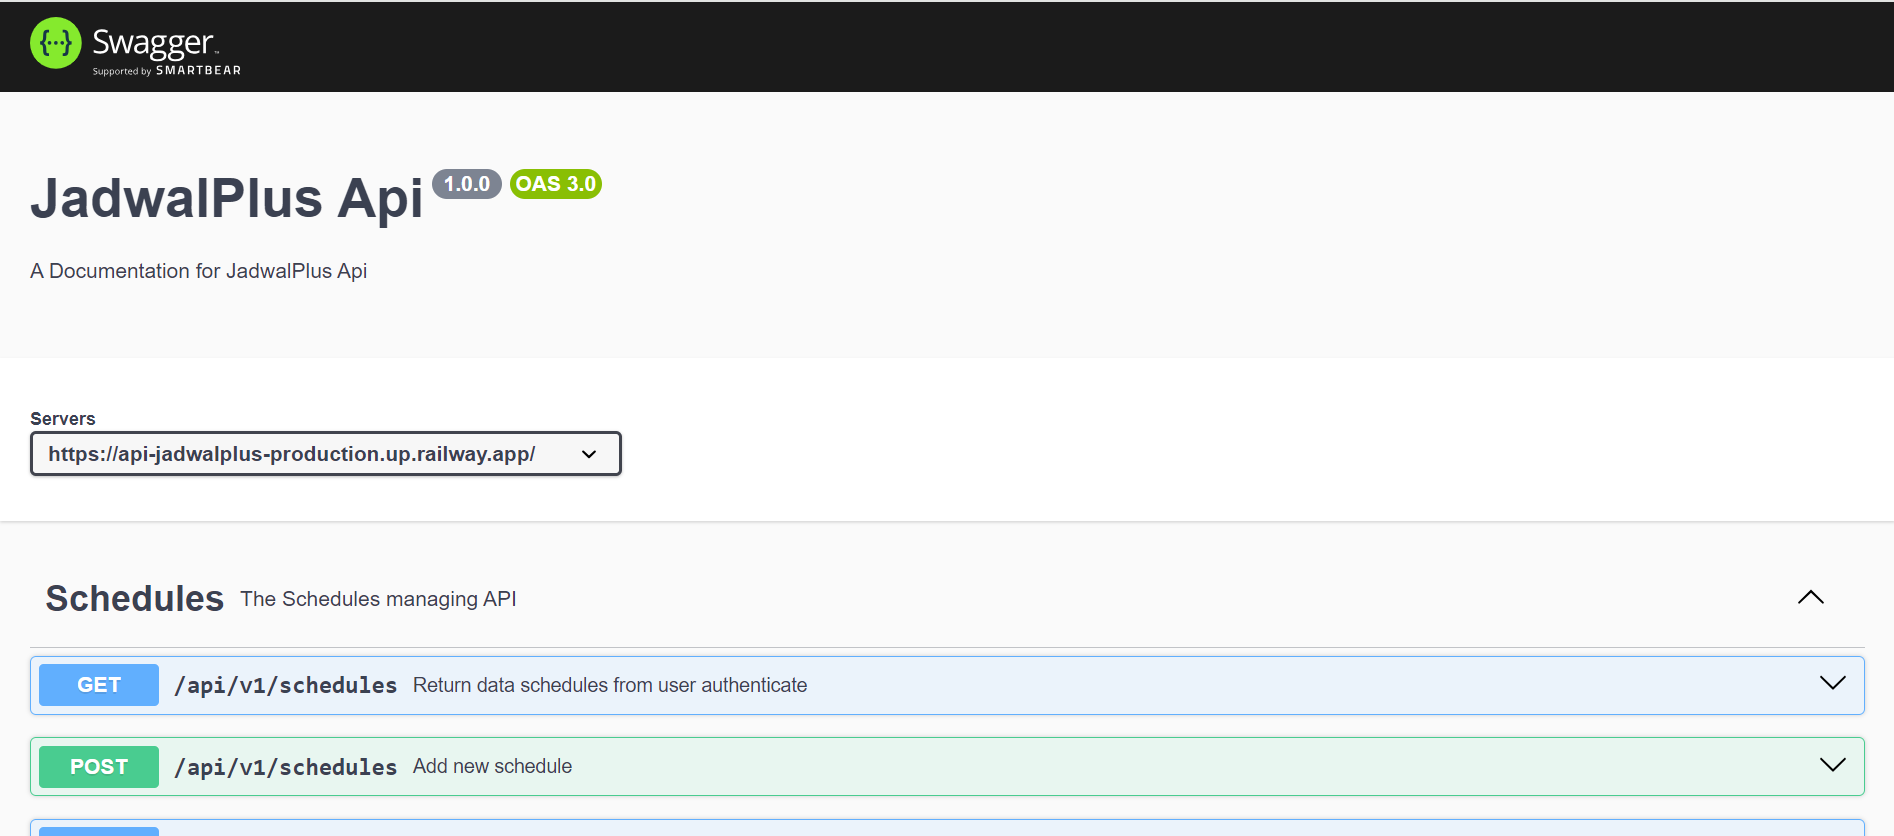 {···} Swagger™
Supported by SMARTBEAR
JadwalPlus Api 1.0.0 OAS 3.0
A Documentation for JadwalPlus Api
Servers
https://api-jadwalplus-production.up.railway.app/
Schedules The Schedules managing API
GET /api/v1/schedules Return data schedules from user authenticate
POST /api/v1/schedules Add new schedule